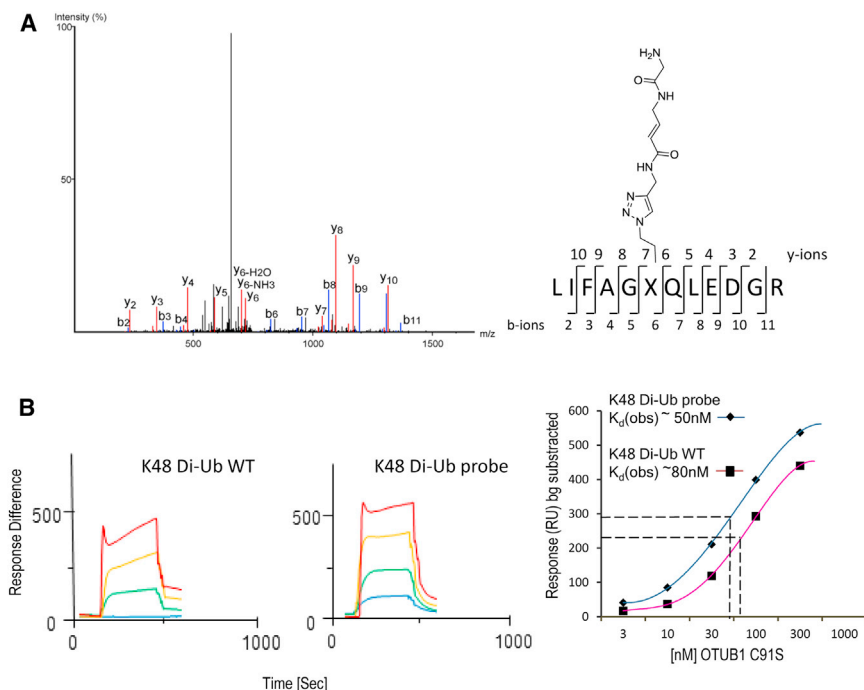 A
Intensity (%)
100
50
500
1000
1500
m/z
b2
y2
y3
b3
b4
y4
y5
y6-H2O
y6-NH3
y6
b6
b7
y7
b8
y8
y9
b9
y10
b11
H2N
O
NH
O
NH
N
N
N
10 9 8 7 6 5 4 3 2 y-ions
LIFAGXQLEDGR
b-ions 2 3 4 5 6 7 8 9 10 11
B
K48 Di-Ub WT
K48 Di-Ub probe
Response Difference
500
0
1000
500
0
1000
Time [Sec]
K48 Di-Ub probe
Kd(obs) ~ 50nM
K48 Di-Ub WT
Kd(obs) ~80nM
Response (RU) bg substracted
600
500
400
300
200
100
0
3 10 30 100 300 1000
[nM] OTUB1 C91S